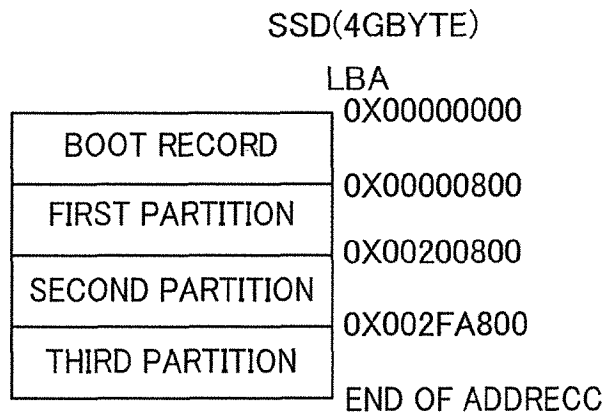 SSD(4GBYTE)
LBA
0X00000000
BOOT RECORD
0X00000800
FIRST PARTITION
0X00200800
SECOND PARTITION
0X002FA800
THIRD PARTITION
END OF ADDRECC